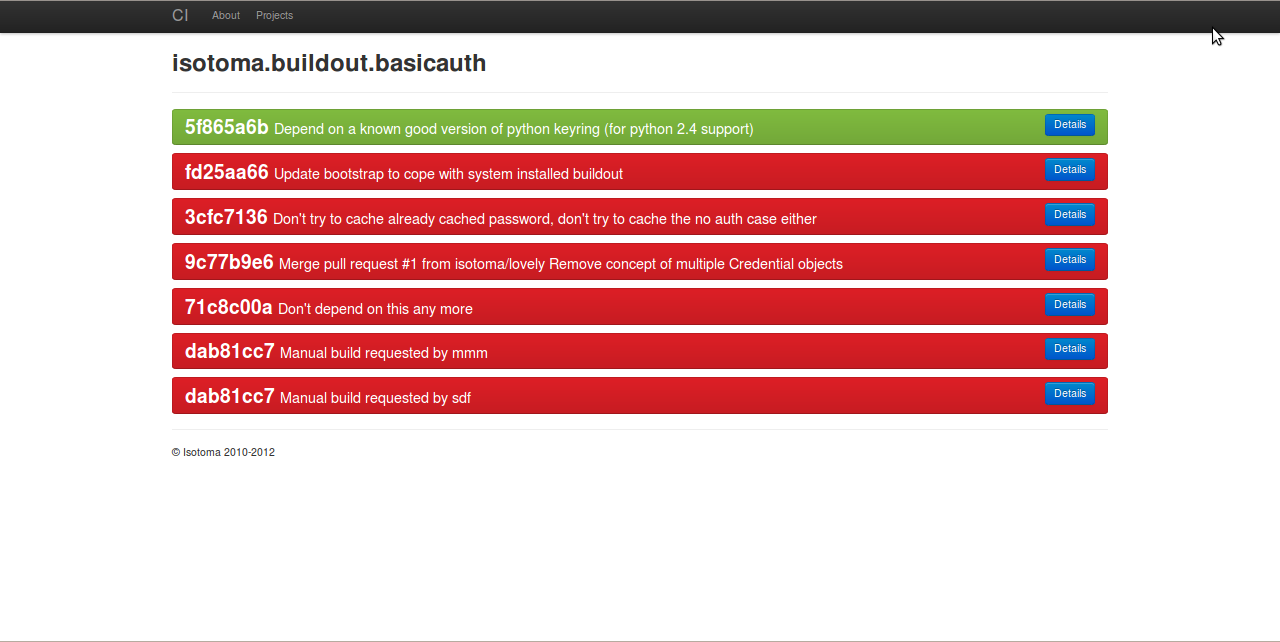 CI About Projects
isotoma.buildout.basicauth
5f865a6b Depend on a known good version of python keyring (for python 2.4 support) Details
fd25aa66 Update bootstrap to cope with system installed buildout Details
3cfc7136 Don't try to cache already cached password, don't try to cache the no auth case either Details
9c77b9e6 Merge pull request #1 from isotoma/lovely Remove concept of multiple Credential objects Details
71c8c00a Don't depend on this any more Details
dab81cc7 Manual build requested by mmm Details
dab81cc7 Manual build requested by sdf Details
© Isotoma 2010-2012